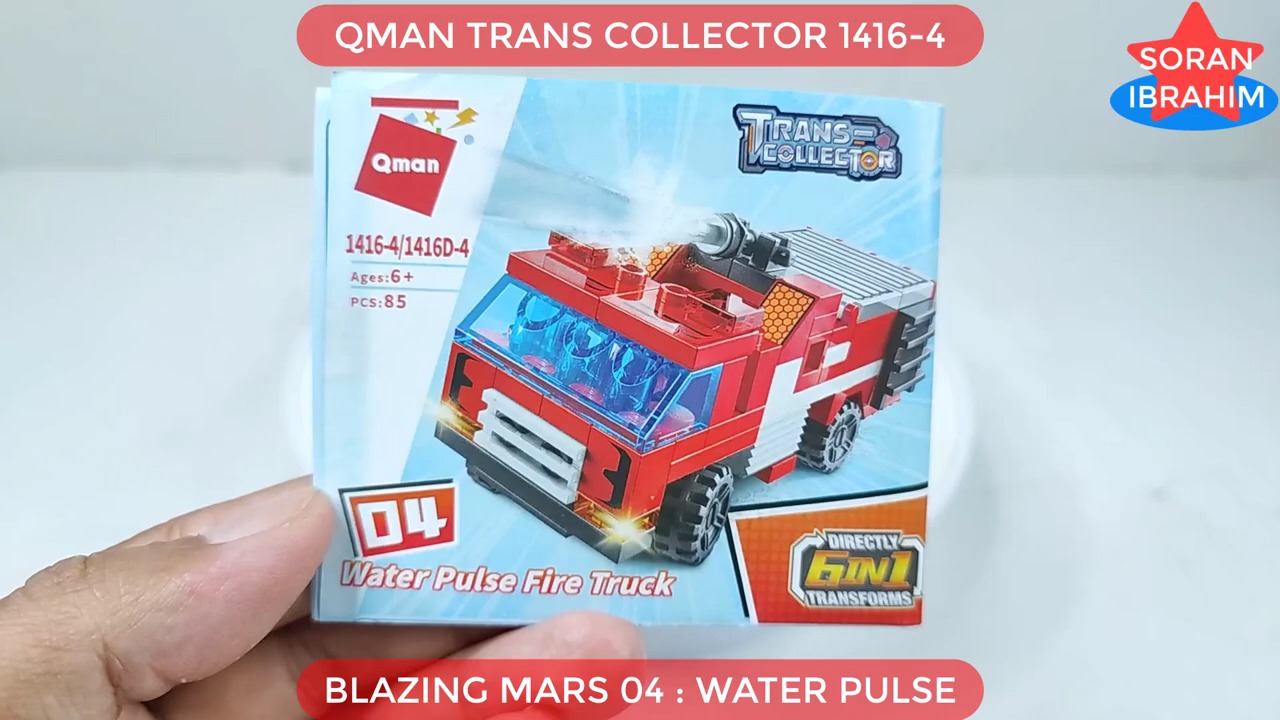 QMAN TRANS COLLECTOR 1416-4
SORAN
IBRAHIM
Qman
TRANS-
COLLECTOR
1416-4/1416D-4
Ages:6+
PCS:85
04
Water Pulse Fire Truck
DIRECTLY
6IN1
TRANSFORMS
BLAZING MARS 04 : WATER PULSE